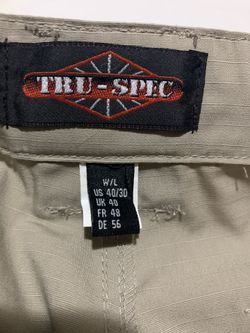 TRU-SPEC
W/L
US 40/30
UK 40
FR 48
DE 56